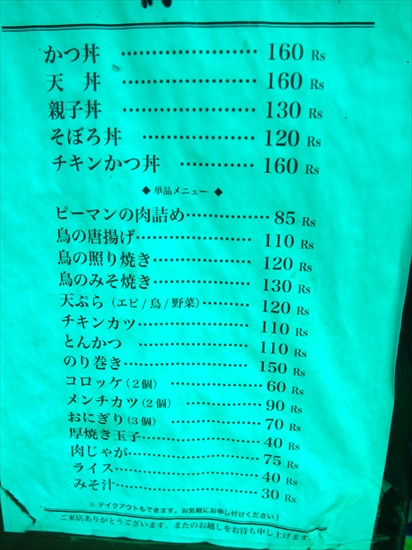 かつ丼 ························ 160 Rs
天　丼 ························ 160 Rs
親子丼 ························ 130 Rs
そぼろ丼 ···················· 120 Rs
チキンかつ丼 ·············· 160 Rs
◆ 単品メニュー ◆
ピーマンの肉詰め··············· 85 Rs
鳥の唐揚げ····················· 110 Rs
鳥の照り焼き·················· 120 Rs
鳥のみそ焼き·················· 130 Rs
天ぷら（エビ/鳥/野菜）········· 120 Rs
チキンカツ····················· 110 Rs
とんかつ ····················· 110 Rs
のり巻き························ 150 Rs
コロッケ(２個) ················ 60 Rs
メンチカツ(２個) ·············· 90 Rs
おにぎり(３個)·················· 70 Rs
厚焼き玉子······················· 40 Rs
肉じゃが·························· 75 Rs
ライス···························· 40 Rs
みそ汁···························· 30 Rs
※ テイクアウトもできます。お気軽にお申し付けください！
ご来店ありがとうございます。またのお越しをお待ち申し上げます。